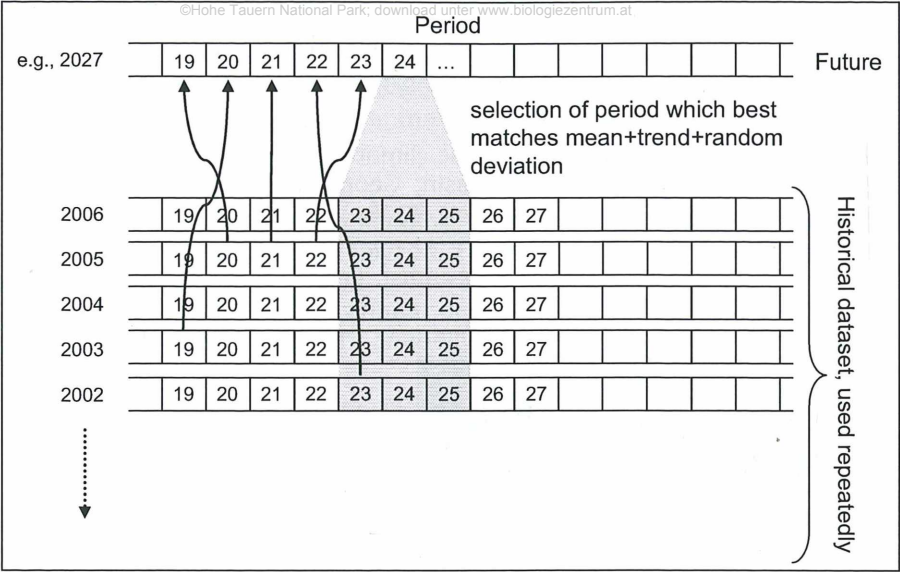 ©Hohe Tauern National Park; download unter www.biologiezentrum.at
Period
e.g., 2027 19 20 21 22 23 24 ... Future
selection of period which best
matches mean+trend+random
deviation
2006 19 20 21 22 23 24 25 26 27
2005 19 20 21 22 23 24 25 26 27
2004 19 20 21 22 23 24 25 26 27
2003 19 20 21 22 23 24 25 26 27
2002 19 20 21 22 23 24 25 26 27
Historical dataset, used repeatedly